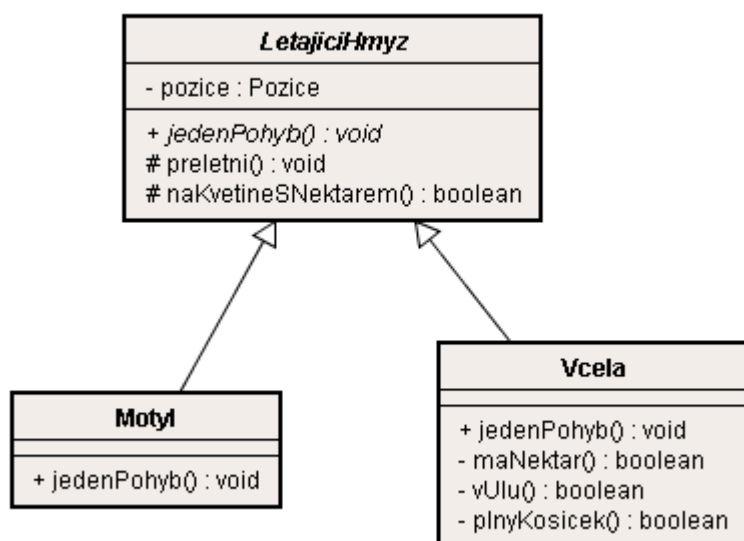 LetajiciHmyz
- pozice : Pozice
+ jedenPohyb() : void
# preletni() : void
# naKvetineSNektarem() : boolean
Motyl
+ jedenPohyb() : void
Vcela
+ jedenPohyb() : void
- maNektar() : boolean
- vUlu() : boolean
- plnyKosicek() : boolean